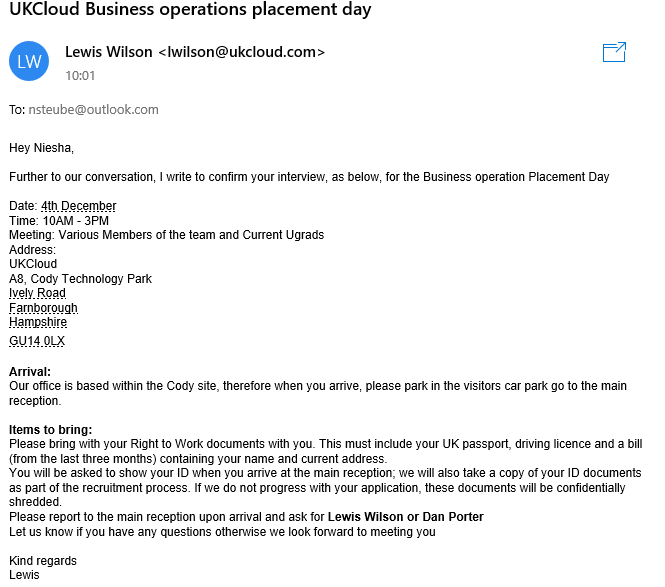 UKCloud Business operations placement day
LW
Lewis Wilson <lwilson@ukcloud.com>
10:01
To: nsteube@outlook.com
Hey Niesha,
Further to our conversation, I write to confirm your interview, as below, for the Business operation Placement Day
Date: 4th December
Time: 10AM - 3PM
Meeting: Various Members of the team and Current Ugrads
Address:
UKCloud
A8, Cody Technology Park
Ively Road
Farnborough
Hampshire
GU14 0LX
Arrival:
Our office is based within the Cody site, therefore when you arrive, please park in the visitors car park go to the main
reception.
Items to bring:
Please bring with your Right to Work documents with you. This must include your UK passport, driving licence and a bill
(from the last three months) containing your name and current address.
You will be asked to show your ID when you arrive at the main reception; we will also take a copy of your ID documents
as part of the recruitment process. If we do not progress with your application, these documents will be confidentially
shredded.
Please report to the main reception upon arrival and ask for Lewis Wilson or Dan Porter
Let us know if you have any questions otherwise we look forward to meeting you
Kind regards
Lewis